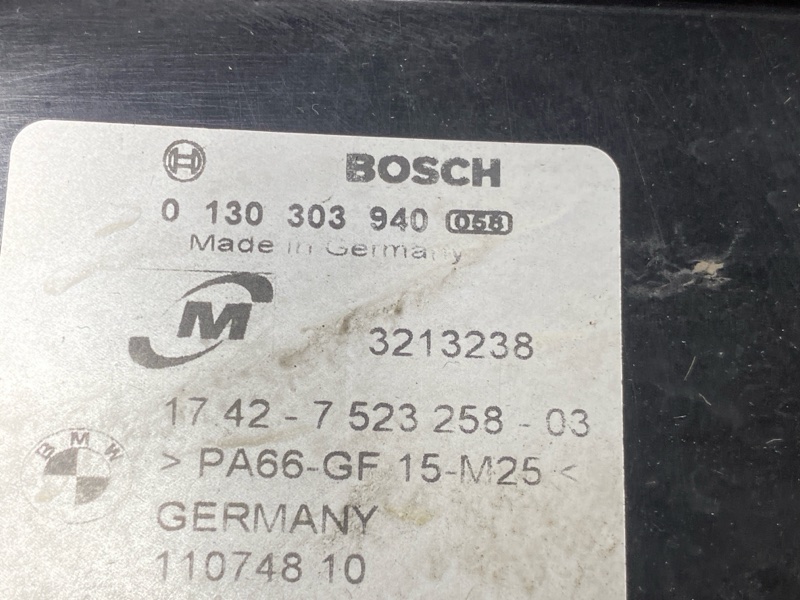 BOSCH
0 130 303 940 058
Made in Germany
M
3213238
17 42 - 7 523 258 - 03
BMW
> PA66-GF 15-M25 <
GERMANY
110748 10